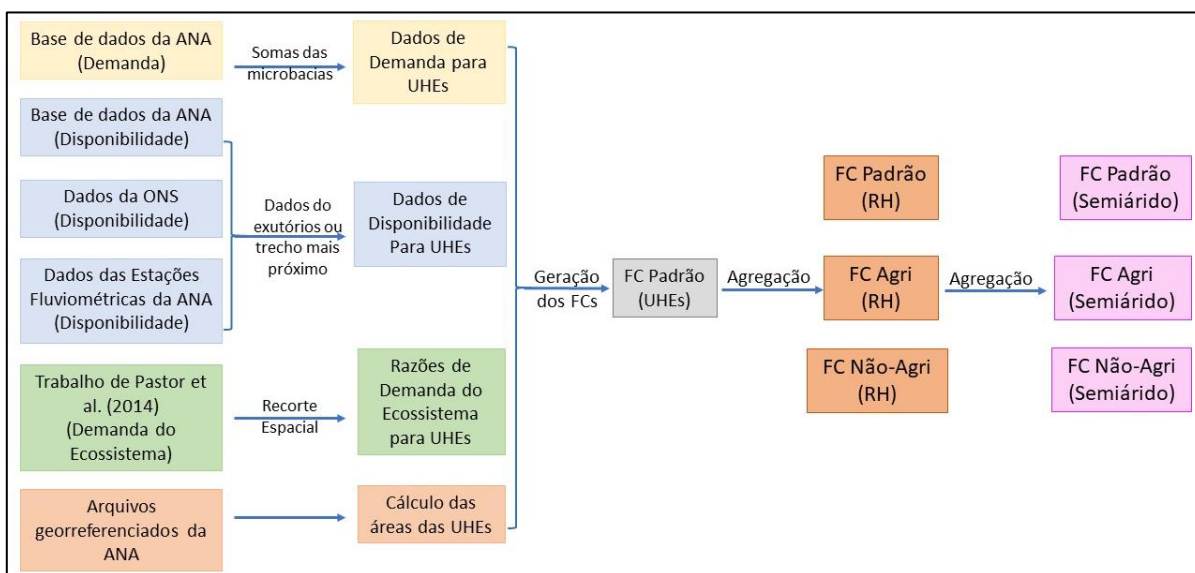 Base de dados da ANA
(Demanda)
Somas das
microbacias
Dados de
Demanda para
UHEs
Base de dados da ANA
(Disponibilidade)
Dados da ONS
(Disponibilidade)
Dados das Estações
Fluviométricas da ANA
(Disponibilidade)
Dados do
exutórios ou
trecho mais
próximo
Dados de
Disponibilidade
Para UHEs
Trabalho de Pastor et
al. (2014)
(Demanda do
Ecossistema)
Recorte
Espacial
Razões de
Demanda do
Ecossistema
para UHEs
Arquivos
georreferenciados da
ANA
Cálculo das
áreas das UHEs
Geração
dos FCs
FC Padrão
(UHEs)
Agregação
FC Padrão
(RH)
FC Agri
(RH)
FC Não-Agri
(RH)
Agregação
FC Padrão
(Semiárido)
FC Agri
(Semiárido)
FC Não-Agri
(Semiárido)